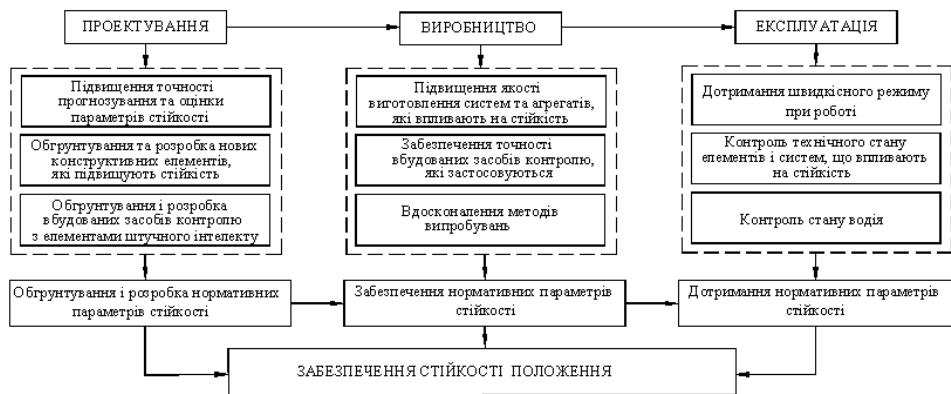 ПРОЕКТУВАННЯ
ВИРОБНИЦТВО
ЕКСПЛУАТАЦІЯ
Підвищення точності
прогнозування та оцінки
параметрів стійкості
Обгрунтування та розробка нових
конструктивних елементів,
які підвищують стійкість
Обгрунтування і розробка
вбудованих засобів контролю
з елементами штучного інтелекту
Підвищення якості
виготовлення систем та агрегатів,
які впливають на стійкість
Забезпечення точності
вбудованих засобів контролю,
які застосовуються
Вдосконалення методів
випробувань
Дотримання швидкісного режиму
при роботі
Контроль технічного стану
елементів і систем, що впливають
на стійкість
Контроль стану водія
Обгрунтування і розробка нормативних
параметрів стійкості
Забезпечення нормативних параметрів
стійкості
Дотримання нормативних параметрів
стійкості
ЗАБЕЗПЕЧЕННЯ СТІЙКОСТІ ПОЛОЖЕННЯ